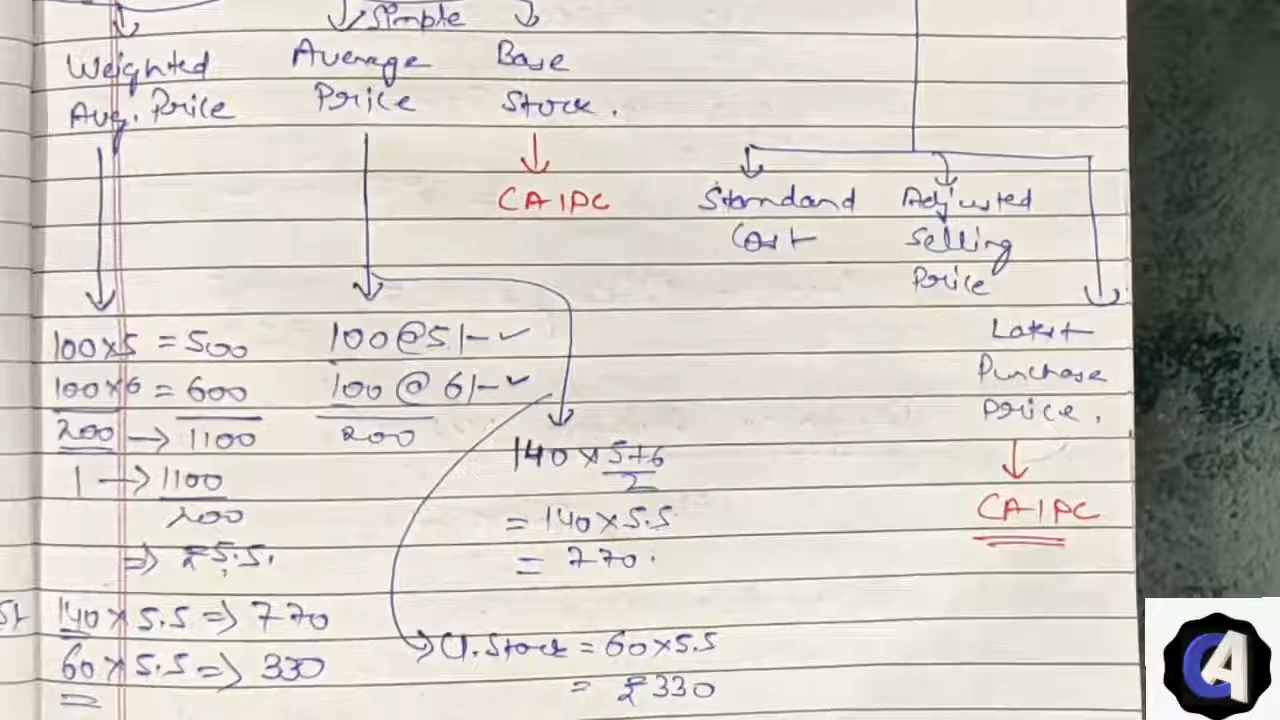 Simple
Weighted
Avg. Price
Average
Price
Base
Stock.
CA IPC
Standard
Cost
Adjusted
Selling
Price
Latest
Purchase
Price.
CA IPC
100×5 = 500
100×6 = 600
200 → 1100
1 → 1100
200
⇒ ₹5.5.
140×5.5 ⇒ 770
60×5.5 ⇒ 330
100@5/- ✓
100 @ 6/- ✓
200
140×5+6
2
= 140×5.5
= 770.
Cl. Stock = 60×5.5
= ₹330
CA